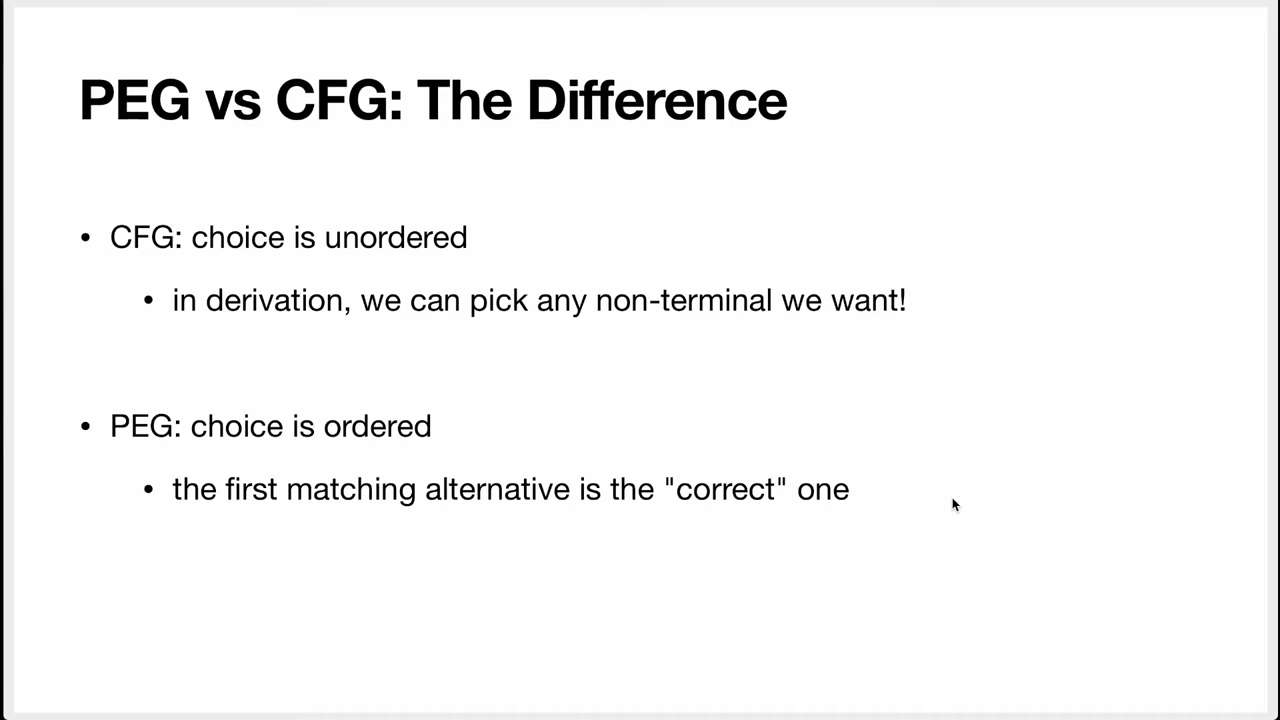 PEG vs CFG: The Difference
• CFG: choice is unordered
• in derivation, we can pick any non-terminal we want!
• PEG: choice is ordered
• the first matching alternative is the "correct" one